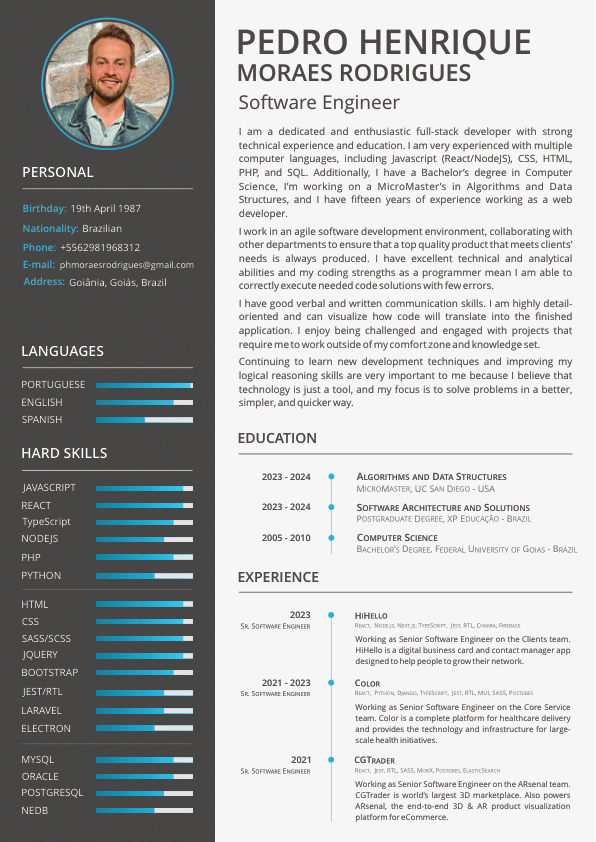 PERSONAL
Birthday: 19th April 1987
Nationality: Brazilian
Phone: +5562981968312
E-mail: phmoraesrodrigues@gmail.com
Address: Goiânia, Goiás, Brazil
LANGUAGES
PORTUGUESE
ENGLISH
SPANISH
HARD SKILLS
JAVASCRIPT
REACT
TypeScript
NODEJS
PHP
PYTHON
HTML
CSS
SASS/SCSS
JQUERY
BOOTSTRAP
JEST/RTL
LARAVEL
ELECTRON
MYSQL
ORACLE
POSTGRESQL
NEDB
PEDRO HENRIQUE
MORAES RODRIGUES
Software Engineer
I am a dedicated and enthusiastic full-stack developer with strong
technical experience and education. I am very experienced with multiple
computer languages, including Javascript (React/NodeJS), CSS, HTML,
PHP, and SQL. Additionally, I have a Bachelor's degree in Computer
Science, I'm working on a MicroMaster's in Algorithms and Data
Structures, and I have fifteen years of experience working as a web
developer.
I work in an agile software development environment, collaborating with
other departments to ensure that a top quality product that meets clients'
needs is always produced. I have excellent technical and analytical
abilities and my coding strengths as a programmer mean I am able to
correctly execute needed code solutions with few errors.
I have good verbal and written communication skills. I am highly detail-
oriented and can visualize how code will translate into the finished
application. I enjoy being challenged and engaged with projects that
require me to work outside of my comfort zone and knowledge set.
Continuing to learn new development techniques and improving my
logical reasoning skills are very important to me because I believe that
technology is just a tool, and my focus is to solve problems in a better,
simpler, and quicker way.
EDUCATION
2023 - 2024 Algorithms and Data Structures
MicroMaster, UC San Diego - USA
2023 - 2024 Software Architecture and Solutions
Postgraduate Degree, XP Educação - Brazil
2005 - 2010 Computer Science
Bachelor's Degree, Federal University of Goias - Brazil
EXPERIENCE
2023 HiHello
Sr. Software Engineer React, Node.js, Next.js, TypeScript, Jest, RTL, Chakra, Firebase
Working as Senior Software Engineer on the Clients team.
HiHello is a digital business card and contact manager app
designed to help people to grow their network.
2021 - 2023 Color
Sr. Software Engineer React, Python, Django, TypeScript, Jest, RTL, MUI, SASS, Postgres
Working as Senior Software Engineer on the Core Service
team. Color is a complete platform for healthcare delivery
and provides the technology and infrastructure for large-
scale health initiatives.
2021 CGTrader
Sr. Software Engineer React, Jest, RTL, SASS, MobX, Postgres, ElasticSearch
Working as Senior Software Engineer on the ARsenal team.
CGTrader is world's largest 3D marketplace. Also powers
ARsenal, the end-to-end 3D & AR product visualization
platform for eCommerce.